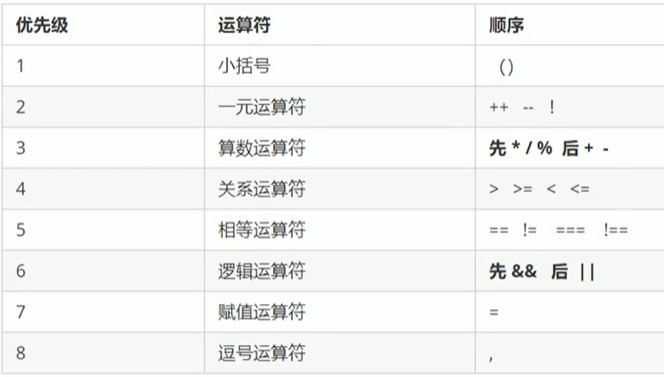 优先级 运算符 顺序
1 小括号 （）
2 一元运算符 ++ -- !
3 算数运算符 先 * / % 后 + -
4 关系运算符 > >= < <=
5 相等运算符 == != === !==
6 逻辑运算符 先 && 后 ||
7 赋值运算符 =
8 逗号运算符 ,